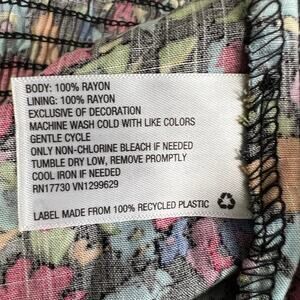 BODY: 100% RAYON
LINING: 100% RAYON
EXCLUSIVE OF DECORATION
MACHINE WASH COLD WITH LIKE COLORS
GENTLE CYCLE
ONLY NON-CHLORINE BLEACH IF NEEDED
TUMBLE DRY LOW, REMOVE PROMPTLY
COOL IRON IF NEEDED
RN17730 VN1299629
LABEL MADE FROM 100% RECYCLED PLASTIC